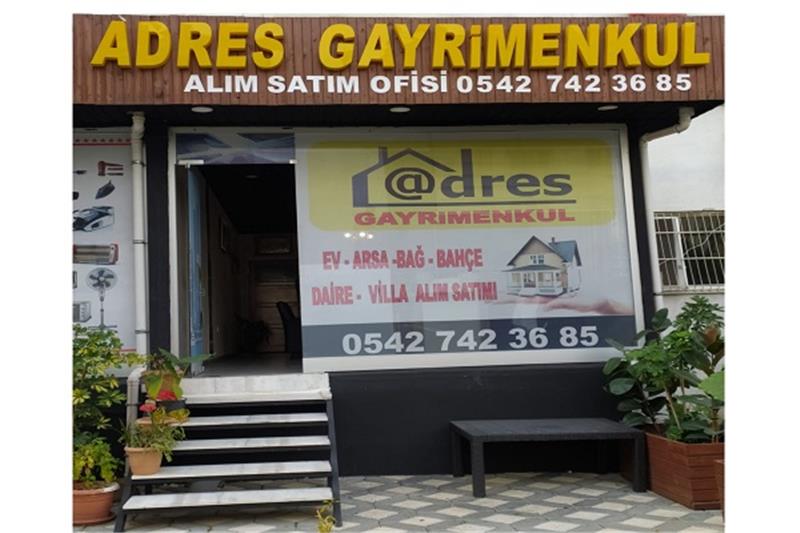 ADRES GAYRiMENKUL
ALIM SATIM OFİSİ 0542 742 36 85
@dres
GAYRİMENKUL
EV - ARSA -BAĞ - BAHÇE
DAİRE - VİLLA ALIM SATIMI
0542 742 36 85